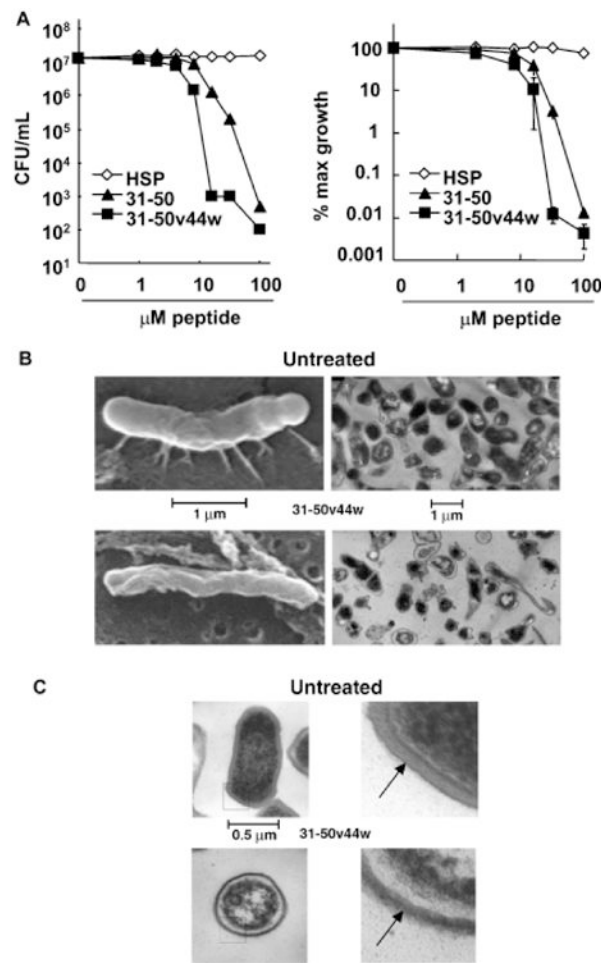 A
10⁸
10⁷
10⁶
10⁵
10⁴
10³
10²
10¹
CFU/mL
HSP
31-50
31-50v44w
0 1 10 100
μM peptide
100
10
1
0.1
0.01
0.001
% max growth
HSP
31-50
31-50v44w
0 1 10 100
μM peptide
B
Untreated
1 μm 31-50v44w 1 μm
C
Untreated
0.5 μm 31-50v44w